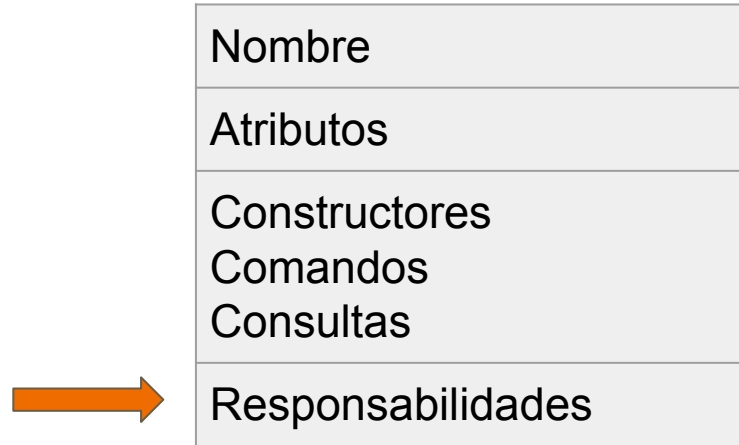 Nombre
Atributos
Constructores
Comandos
Consultas
Responsabilidades